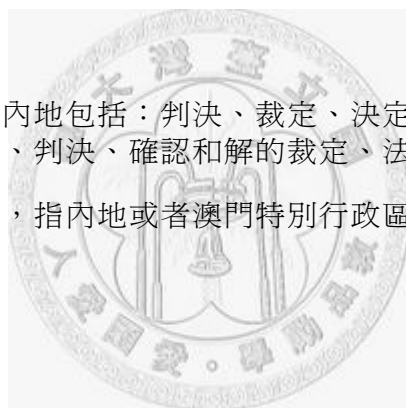 內地包括：判決、裁定、決定
、判決、確認和解的裁定、法
，指內地或者澳門特別行政區